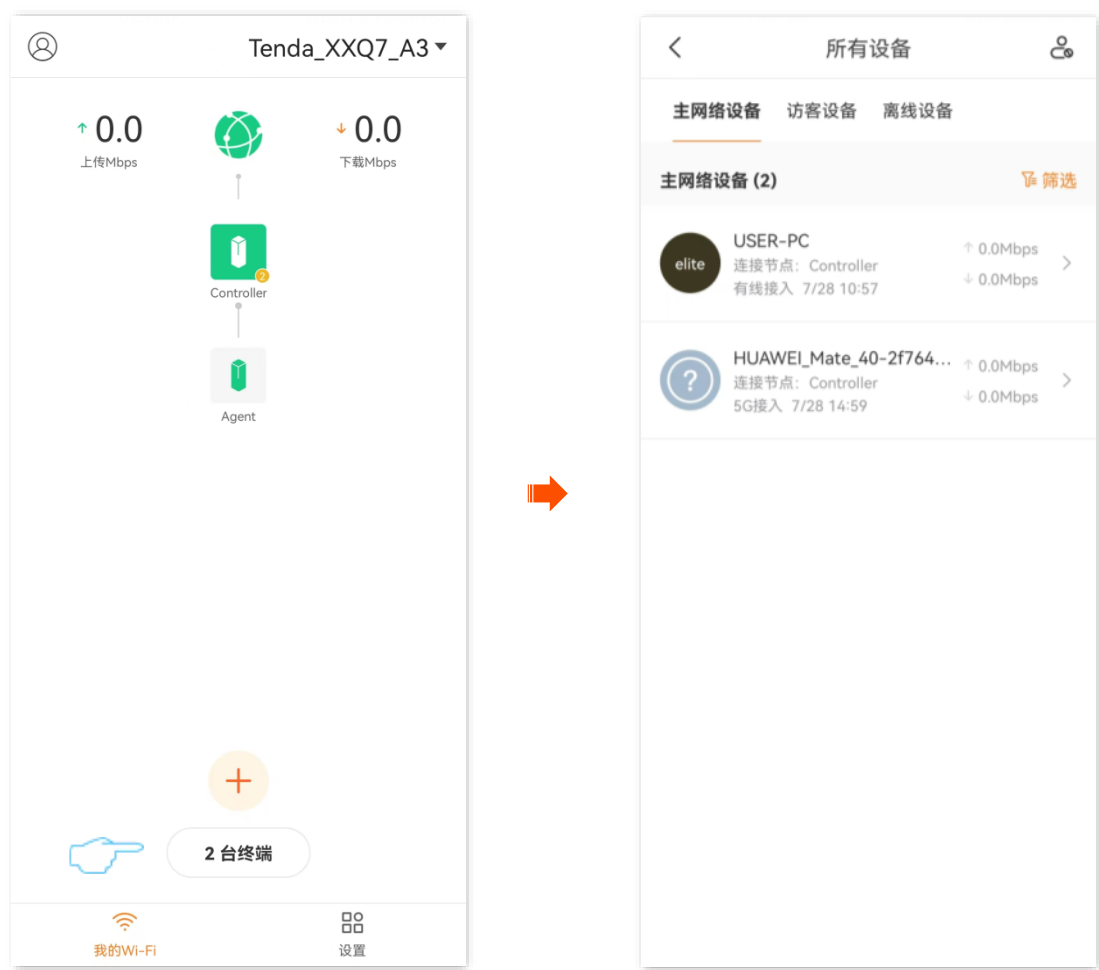 Tenda_XXQ7_A3
0.0
上传Mbps
0.0
下载Mbps
2
Controller
Agent
2 台终端
我的Wi-Fi
设置
所有设备
主网络设备 访客设备 离线设备
主网络设备 (2)
筛选
elite
USER-PC
连接节点：Controller
有线接入 7/28 10:57
0.0Mbps
0.0Mbps
?
HUAWEI_Mate_40-2f764...
连接节点：Controller
5G接入 7/28 14:59
0.0Mbps
0.0Mbps